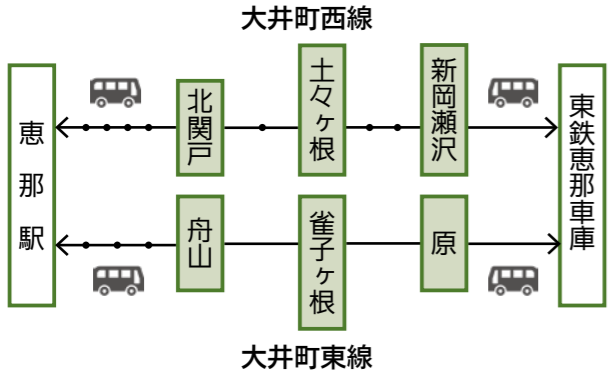 大井町西線
恵那駅
北関戸
土々ヶ根
新岡瀬沢
東鉄恵那車庫
舟山
雀子ヶ根
原
大井町東線